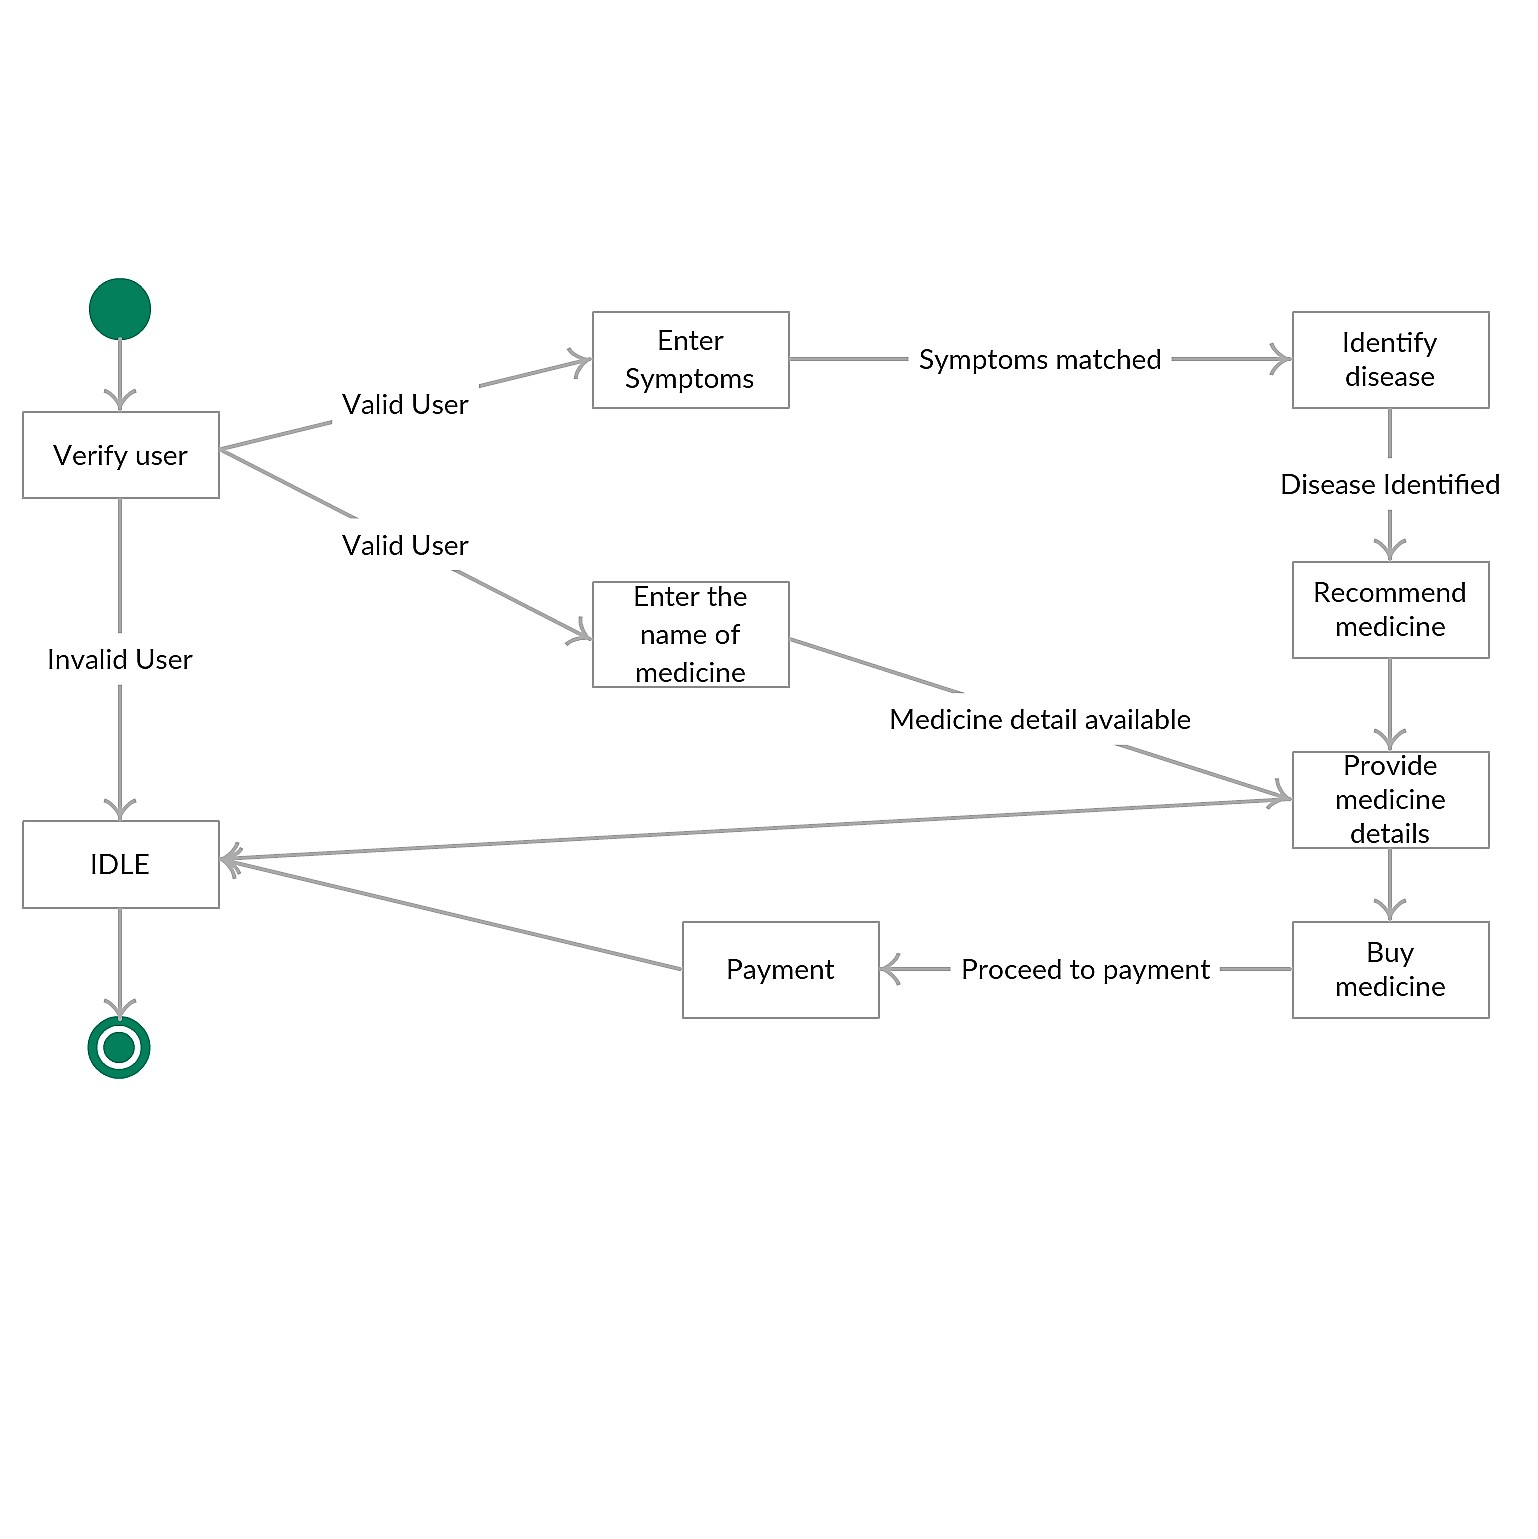 Enter
Symptoms
Symptoms matched
Identify
disease
Valid User
Verify user
Disease Identified
Valid User
Enter the
name of
medicine
Recommend
medicine
Invalid User
Medicine detail available
Provide
medicine
details
IDLE
Payment
Proceed to payment
Buy
medicine